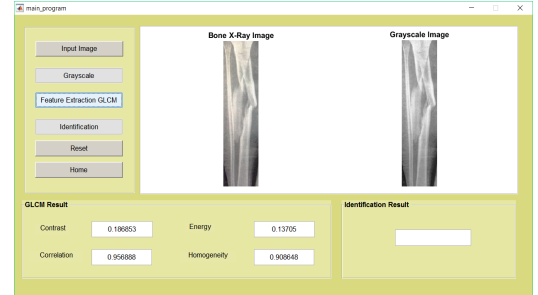 main_program
Input Image
Grayscale
Feature Extraction GLCM
Identification
Reset
Home
Bone X-Ray Image
Grayscale Image
GLCM Result
Contrast 0.186853 Energy 0.13705
Correlation 0.956888 Homogeneity 0.908648
Identification Result